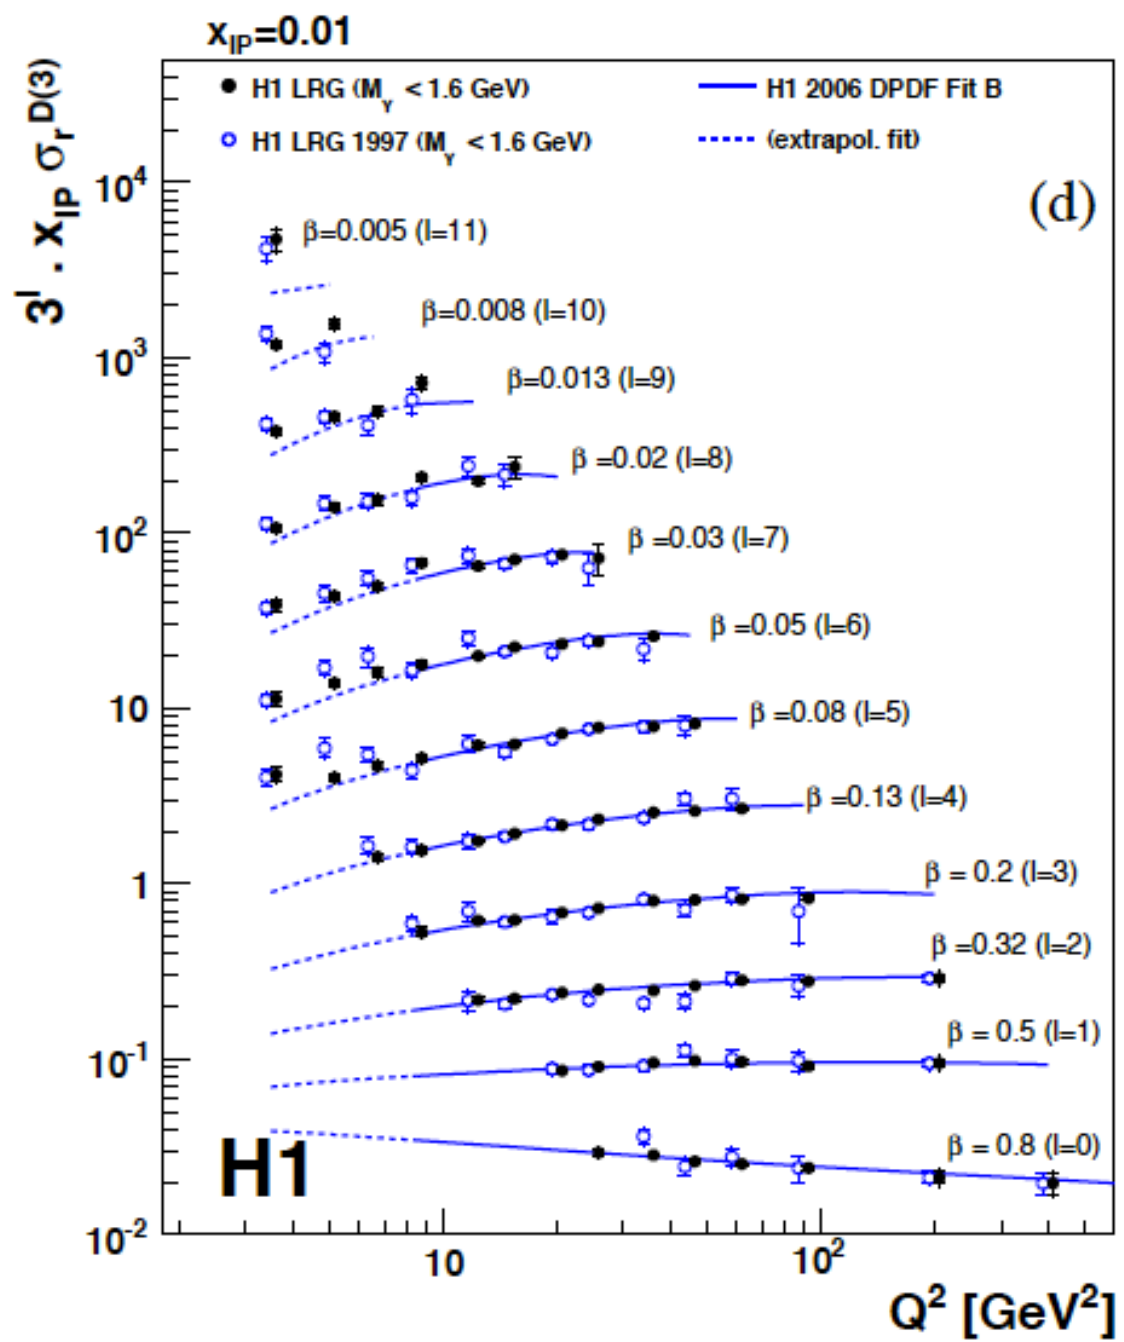 x_IP=0.01
3^l · x_IP σ_r^D(3)
H1 LRG (M_Y < 1.6 GeV)
H1 2006 DPDF Fit B
H1 LRG 1997 (M_Y < 1.6 GeV)
(extrapol. fit)
(d)
10^4
β=0.005 (l=11)
β=0.008 (l=10)
10^3
β=0.013 (l=9)
β =0.02 (l=8)
10^2
β =0.03 (l=7)
β =0.05 (l=6)
10
β =0.08 (l=5)
β =0.13 (l=4)
1
β = 0.2 (l=3)
β =0.32 (l=2)
10^-1
β = 0.5 (l=1)
β = 0.8 (l=0)
H1
10^-2
10
10^2
Q^2 [GeV^2]